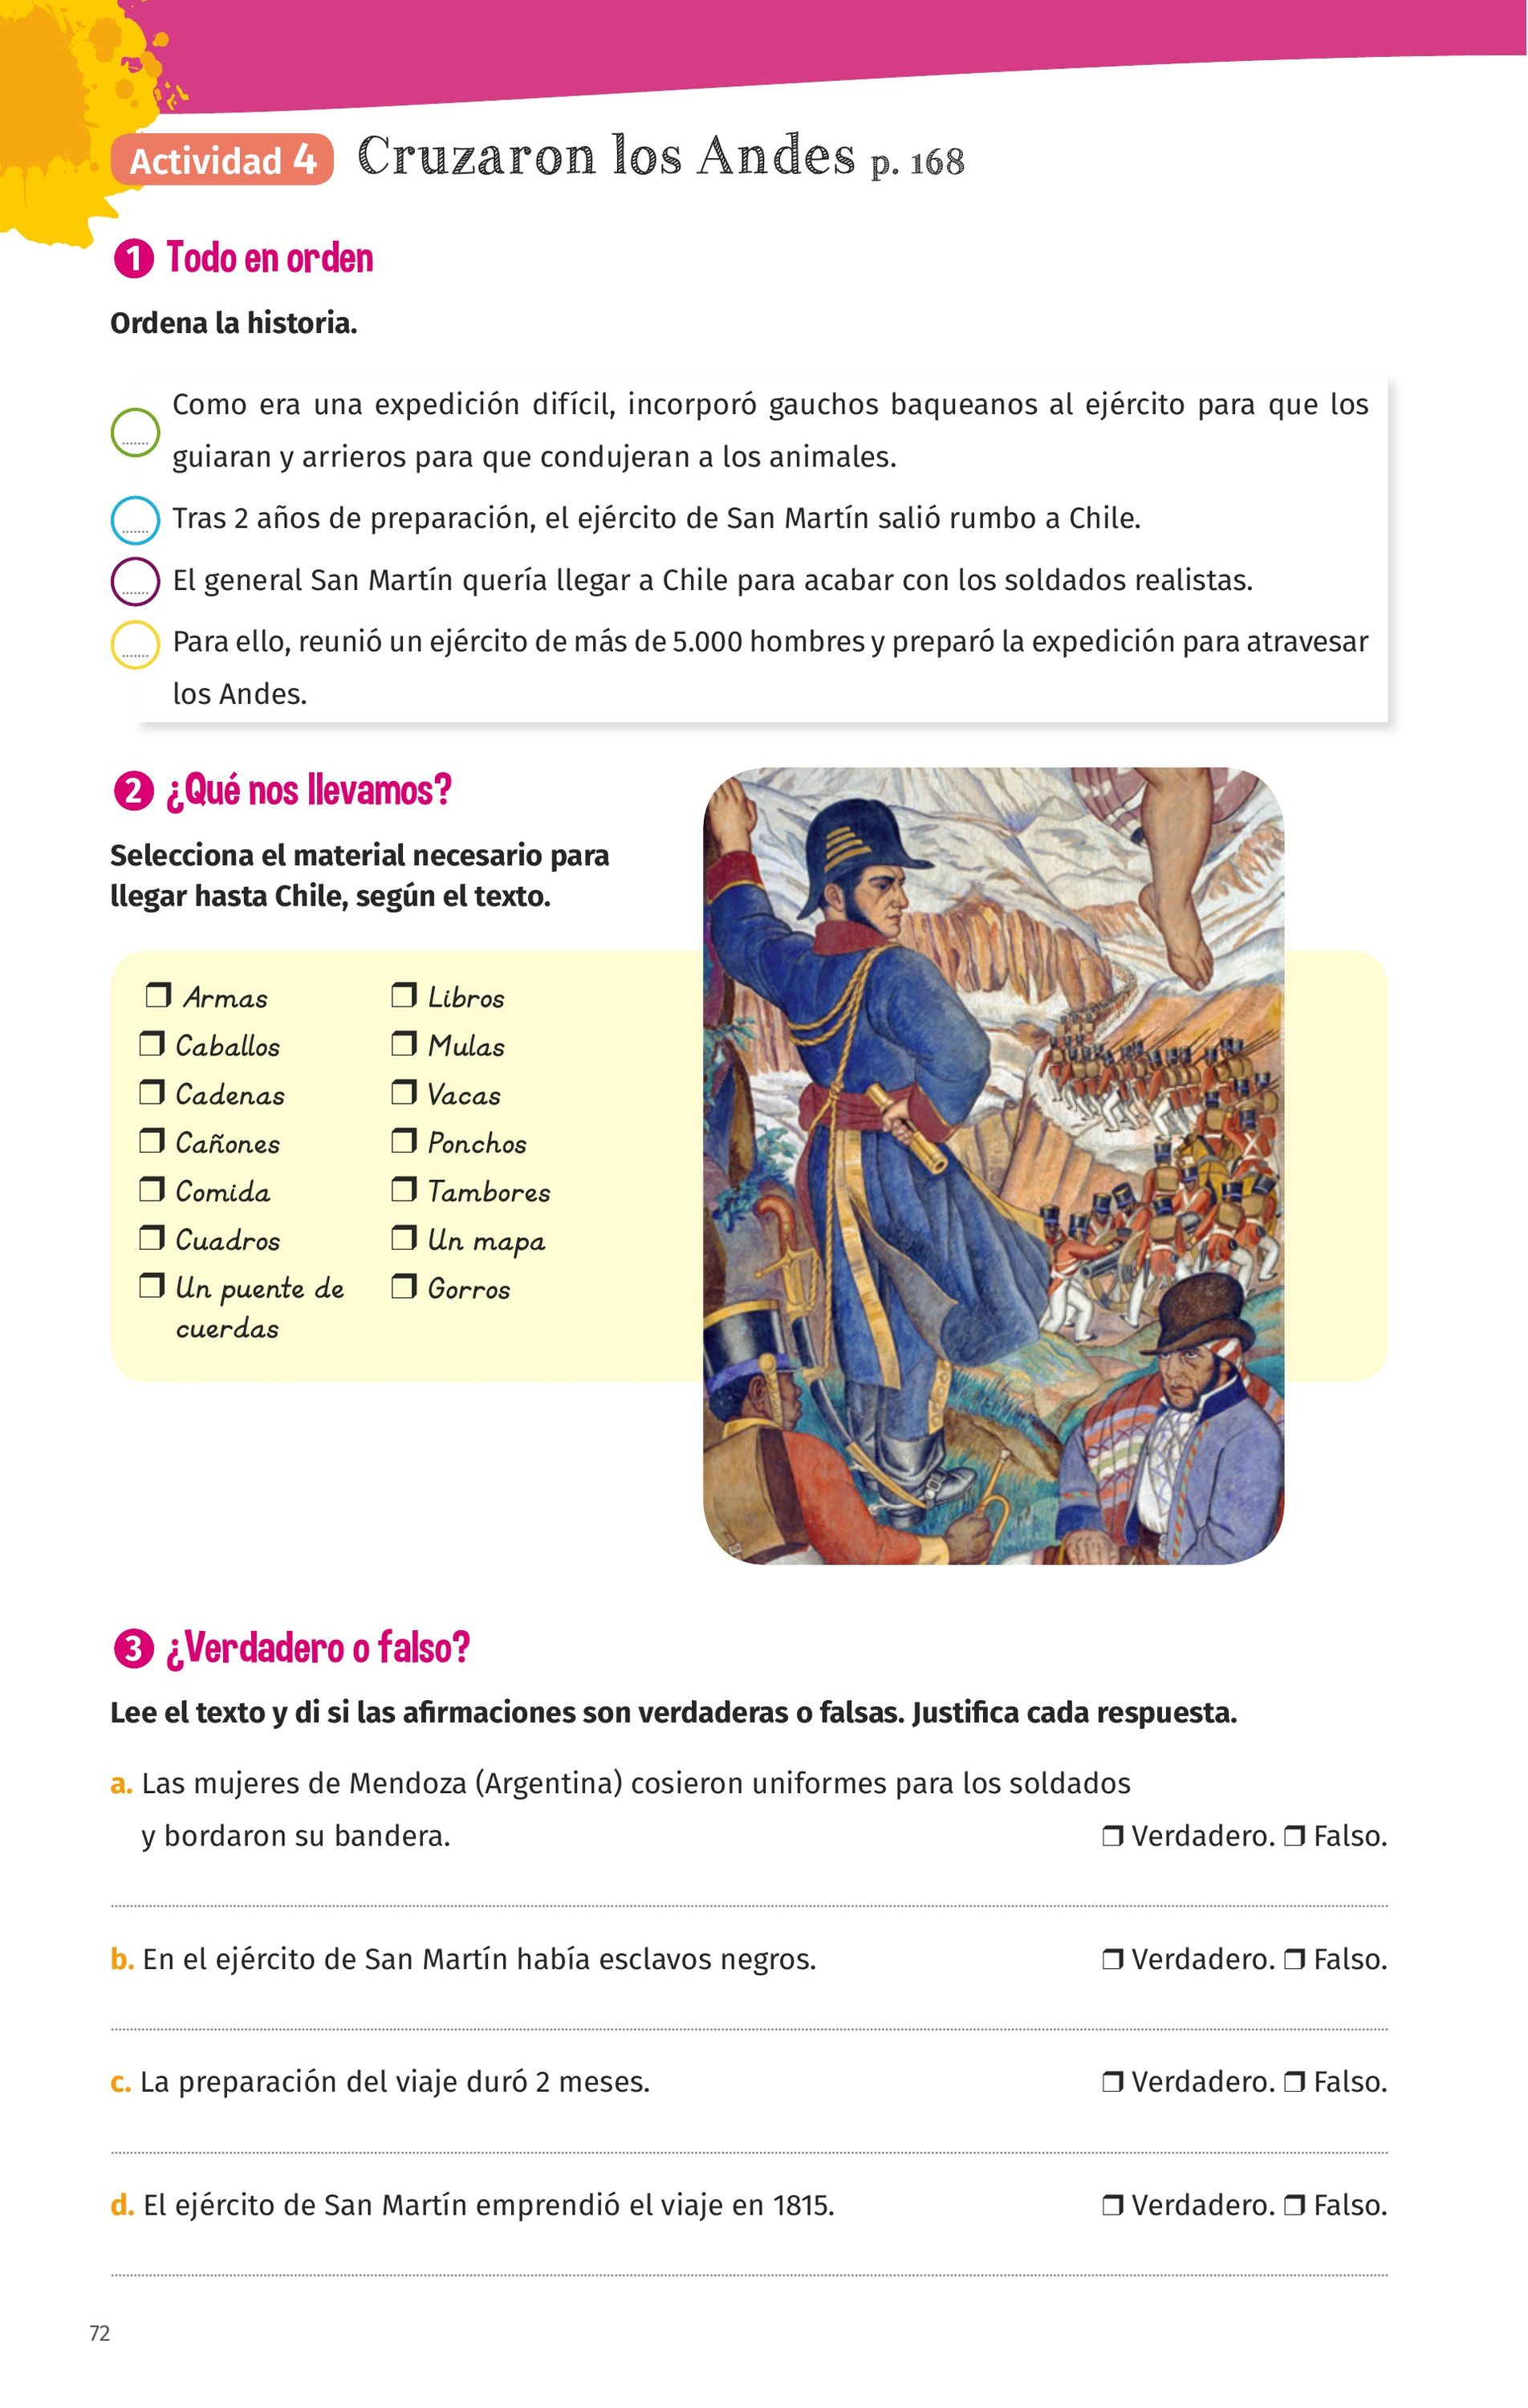 Actividad 4 Cruzaron los Andes p. 168
1 Todo en orden
Ordena la historia.
....... Como era una expedición difícil, incorporó gauchos baqueanos al ejército para que los
guiaran y arrieros para que condujeran a los animales.
....... Tras 2 años de preparación, el ejército de San Martín salió rumbo a Chile.
....... El general San Martín quería llegar a Chile para acabar con los soldados realistas.
....... Para ello, reunió un ejército de más de 5.000 hombres y preparó la expedición para atravesar
los Andes.
2 ¿Qué nos llevamos?
Selecciona el material necesario para
llegar hasta Chile, según el texto.
❒ Armas
❒ Caballos
❒ Cadenas
❒ Cañones
❒ Comida
❒ Cuadros
❒ Un puente de
cuerdas
❒ Libros
❒ Mulas
❒ Vacas
❒ Ponchos
❒ Tambores
❒ Un mapa
❒ Gorros
3 ¿Verdadero o falso?
Lee el texto y di si las afirmaciones son verdaderas o falsas. Justifica cada respuesta.
a. Las mujeres de Mendoza (Argentina) cosieron uniformes para los soldados
y bordaron su bandera. ❒ Verdadero. ❒ Falso.
b. En el ejército de San Martín había esclavos negros. ❒ Verdadero. ❒ Falso.
c. La preparación del viaje duró 2 meses. ❒ Verdadero. ❒ Falso.
d. El ejército de San Martín emprendió el viaje en 1815. ❒ Verdadero. ❒ Falso.
72